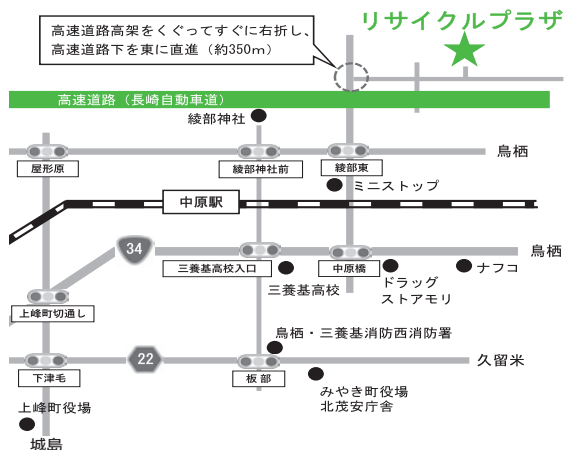 リサイクルプラザ
高速道路高架をくぐってすぐに右折し、
高速道路下を東に直進（約350m）
高速道路（長崎自動車道）
綾部神社
鳥栖
屋形原
綾部神社前
綾部東
ミニストップ
中原駅
34
鳥栖
三養基高校入口
中原橋
ナフコ
三養基高校
ドラッグ
ストアモリ
上峰町切通し
鳥栖・三養基消防西消防署
22
久留米
下津毛
板部
みやき町役場
北茂安庁舎
上峰町役場
城島